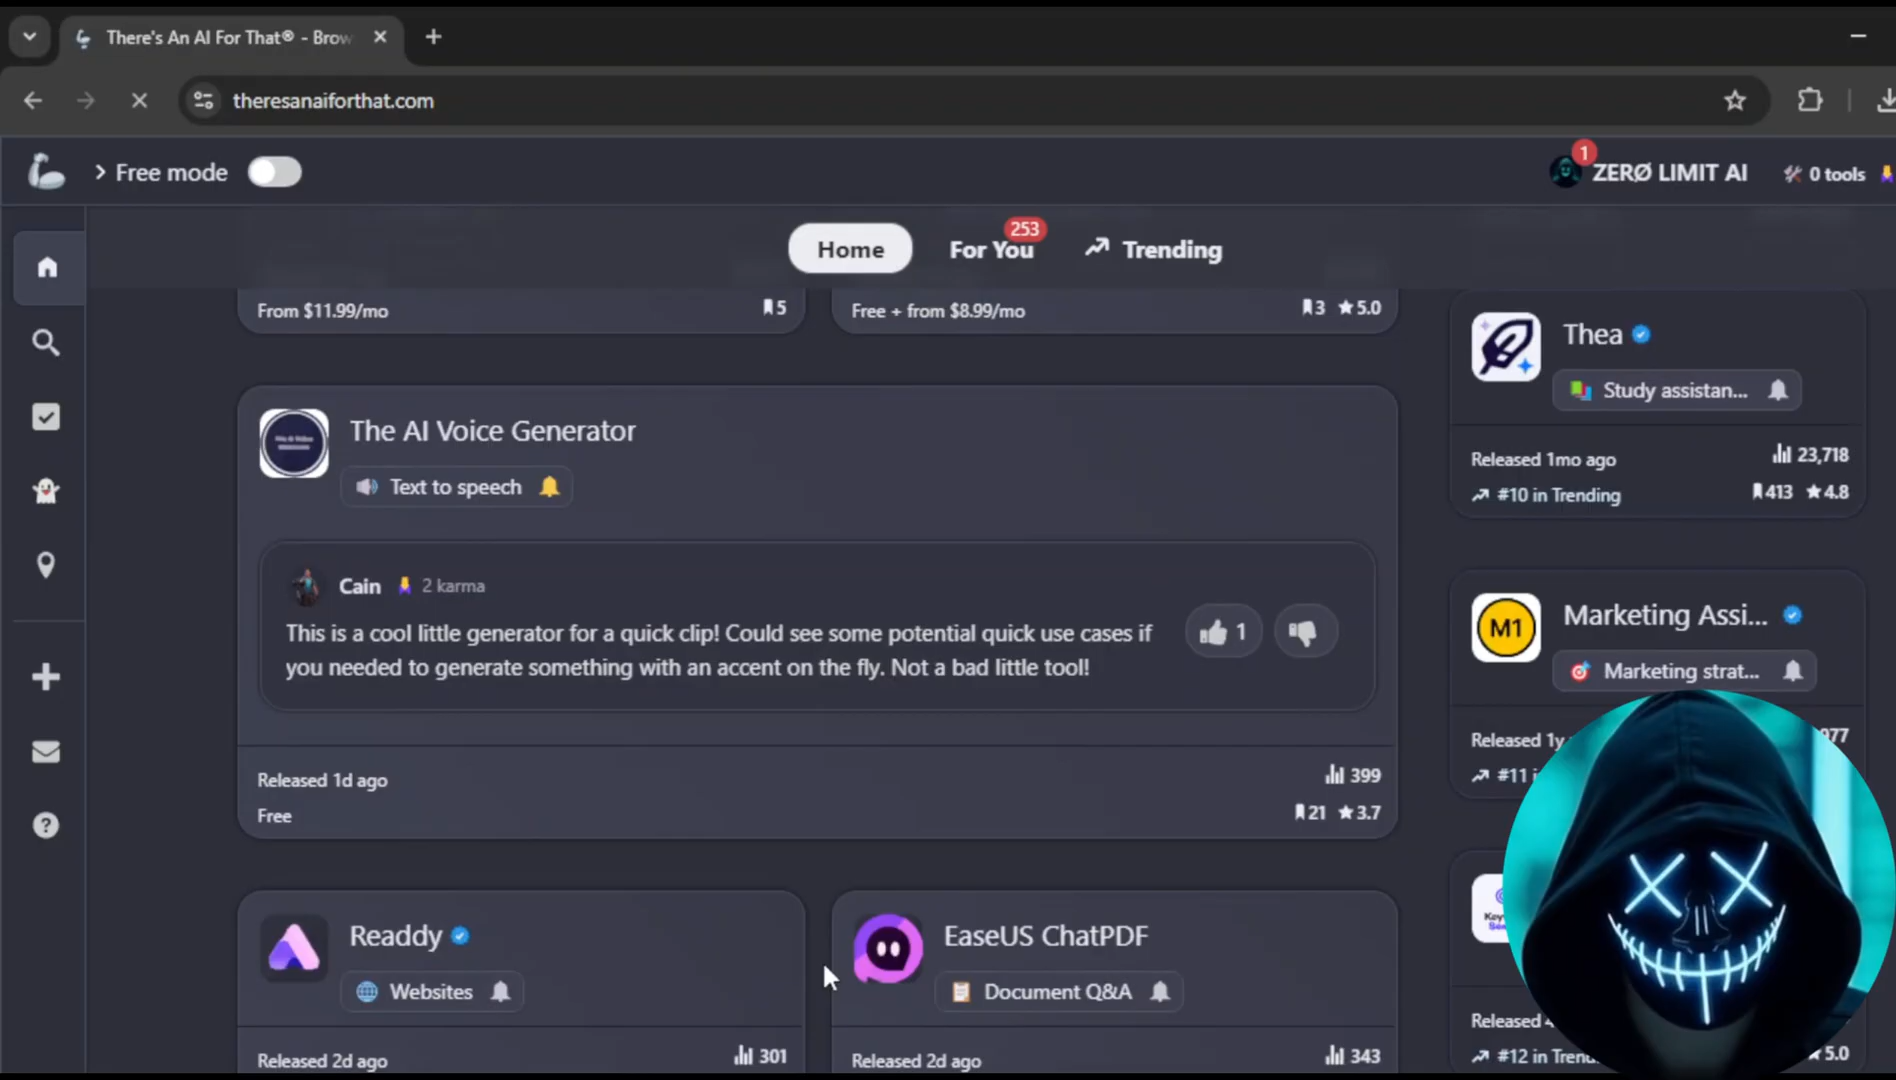 There's An AI For That® - Brow
theresanaiforthat.com
Free mode
1
ZERØ LIMIT AI
0 tools
Home
For You
253
Trending
From $11.99/mo
5
Free + from $8.99/mo
3
5.0
The AI Voice Generator
Text to speech
Cain
2 karma
This is a cool little generator for a quick clip! Could see some potential quick use cases if
you needed to generate something with an accent on the fly. Not a bad little tool!
1
Released 1d ago
399
Free
21
3.7
Readdy
Websites
Released 2d ago
301
EaseUS ChatPDF
Document Q&A
Released 2d ago
343
Thea
Study assistan...
Released 1mo ago
23,718
#10 in Trending
413
4.8
M1
Marketing Assi...
Marketing strat...
Released 1y
977
#11 i
Released
#12 in Tren
5.0